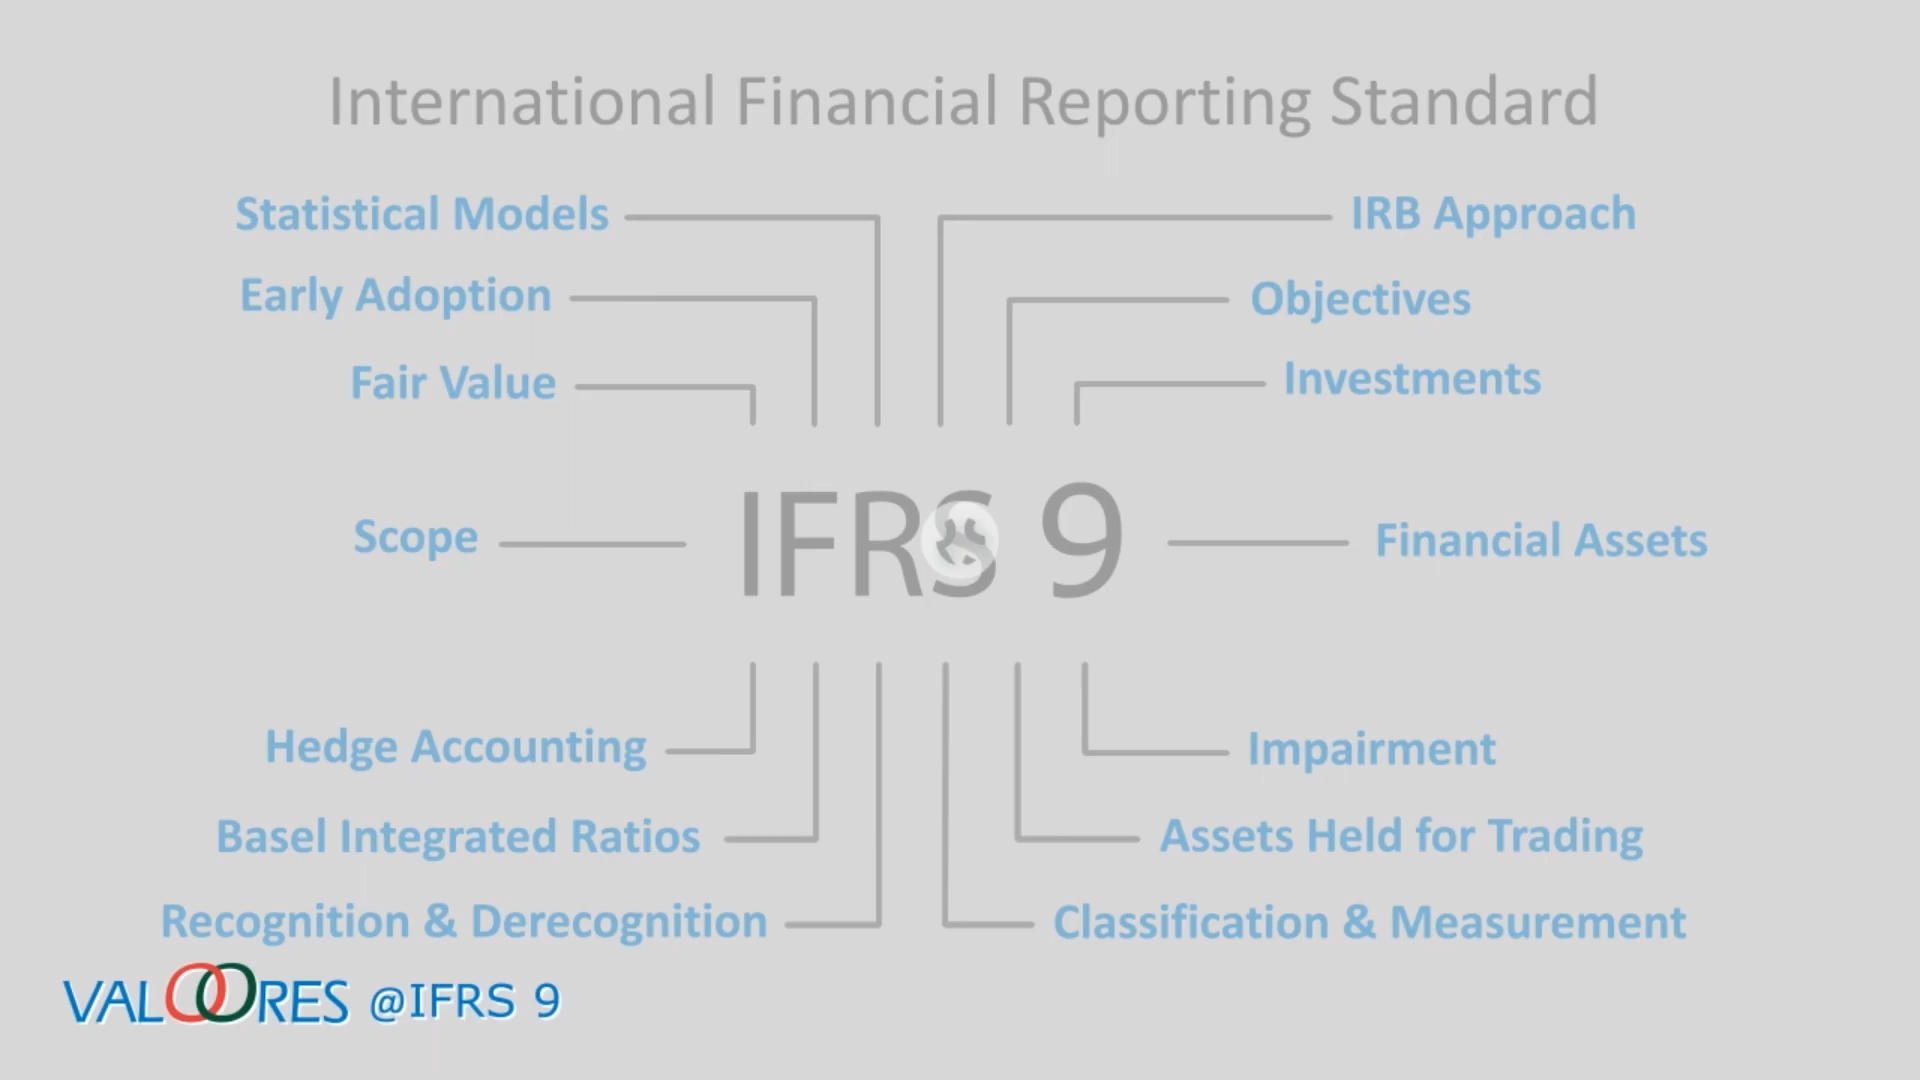 International Financial Reporting Standard
Statistical Models
IRB Approach
Early Adoption
Objectives
Fair Value
Investments
Scope
IFRS 9
Financial Assets
Hedge Accounting
Impairment
Basel Integrated Ratios
Assets Held for Trading
Recognition & Derecognition
Classification & Measurement
VALOORES @IFRS 9